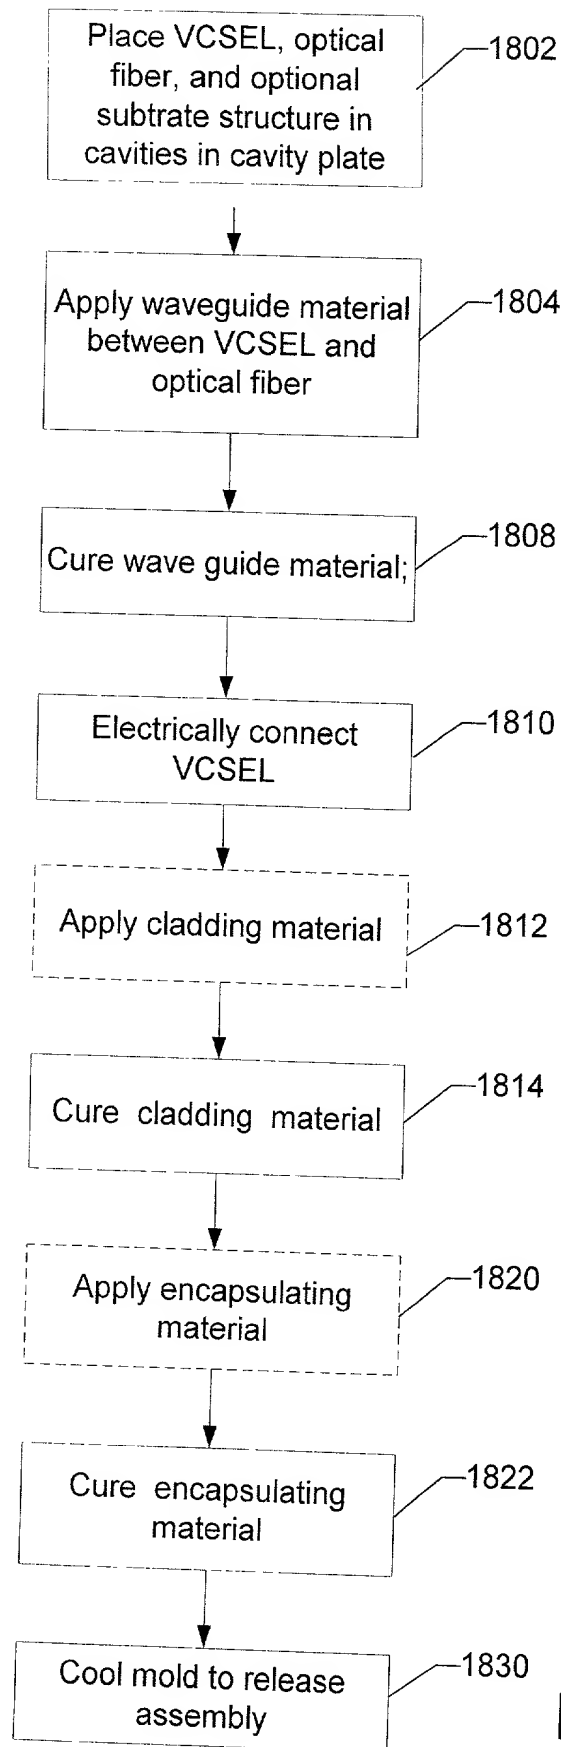 Place VCSEL, optical
fiber, and optional
subtrate structure in
cavities in cavity plate
1802
Apply waveguide material
between VCSEL and
optical fiber
1804
Cure wave guide material;
1808
Electrically connect
VCSEL
1810
Apply cladding material
1812
Cure cladding material
1814
Apply encapsulating
material
1820
Cure encapsulating
material
1822
Cool mold to release
assembly
1830